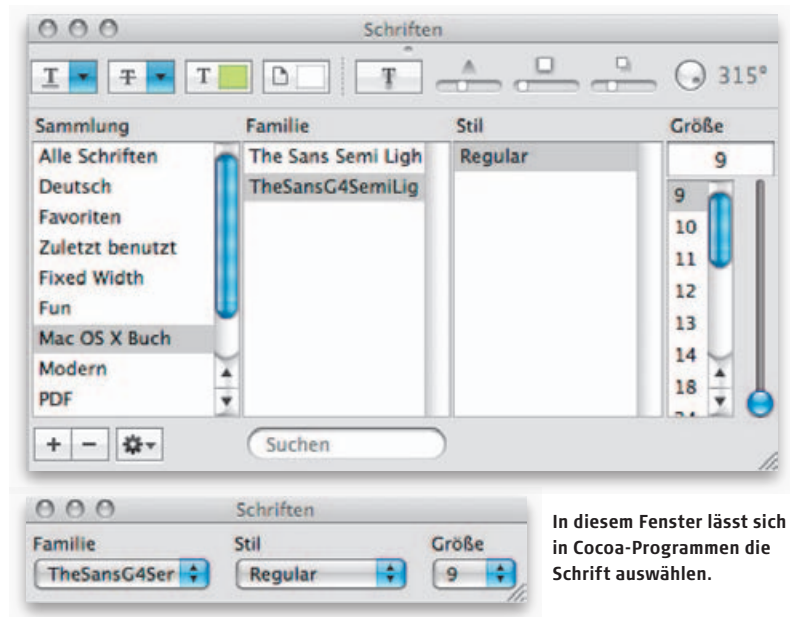 Schriften
T T T T 315°
Sammlung Familie Stil Größe
Alle Schriften The Sans Semi Ligh Regular 9
Deutsch TheSansG4SemiLig 9
Favoriten 10
Zuletzt benutzt 11
Fixed Width 12
Fun 13
Mac OS X Buch 14
Modern 18
PDF
Suchen
Schriften
Familie Stil Größe
TheSansG4Ser Regular 9
In diesem Fenster lässt sich
in Cocoa-Programmen die
Schrift auswählen.